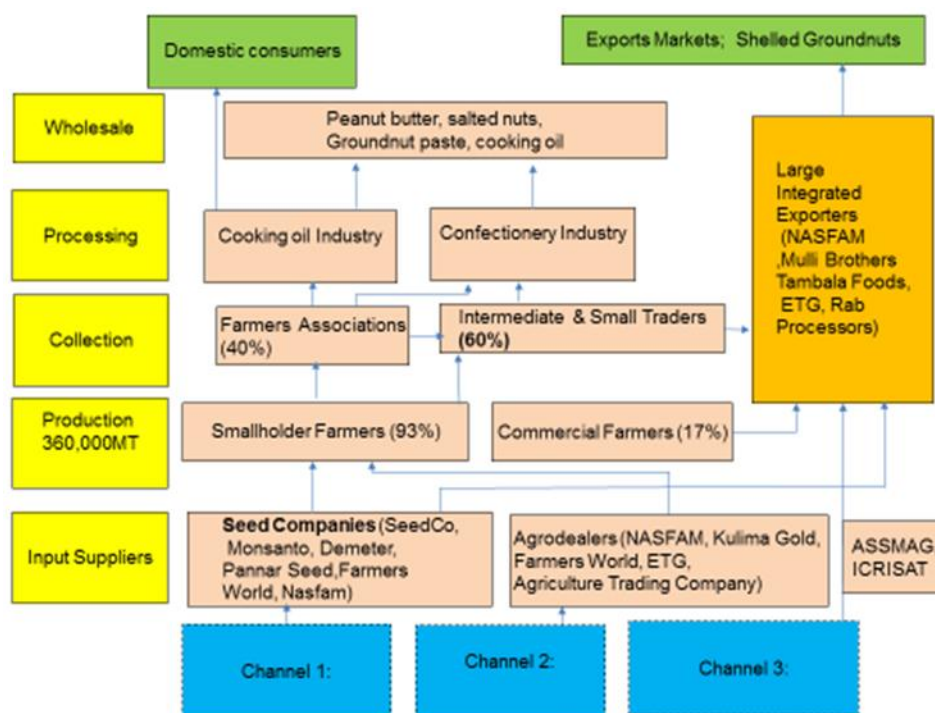 Domestic consumers
Exports Markets; Shelled Groundnuts
Wholesale
Peanut butter, salted nuts,
Groundnut paste, cooking oil
Large
Integrated
Exporters
(NASFAM
,Mulli Brothers
Tambala Foods,
ETG, Rab
Processors)
Processing
Cooking oil Industry
Confectionery Industry
Collection
Farmers Associations
(40%)
Intermediate & Small Traders
(60%)
Production
360,000MT
Smallholder Farmers (93%)
Commercial Farmers (17%)
Input Suppliers
Seed Companies (SeedCo,
Monsanto, Demeter,
Pannar Seed,Farmers
World, Nasfam)
Agrodealers (NASFAM, Kulima Gold,
Farmers World, ETG,
Agriculture Trading Company)
ASSMAG
ICRISAT
Channel 1:
Channel 2:
Channel 3: